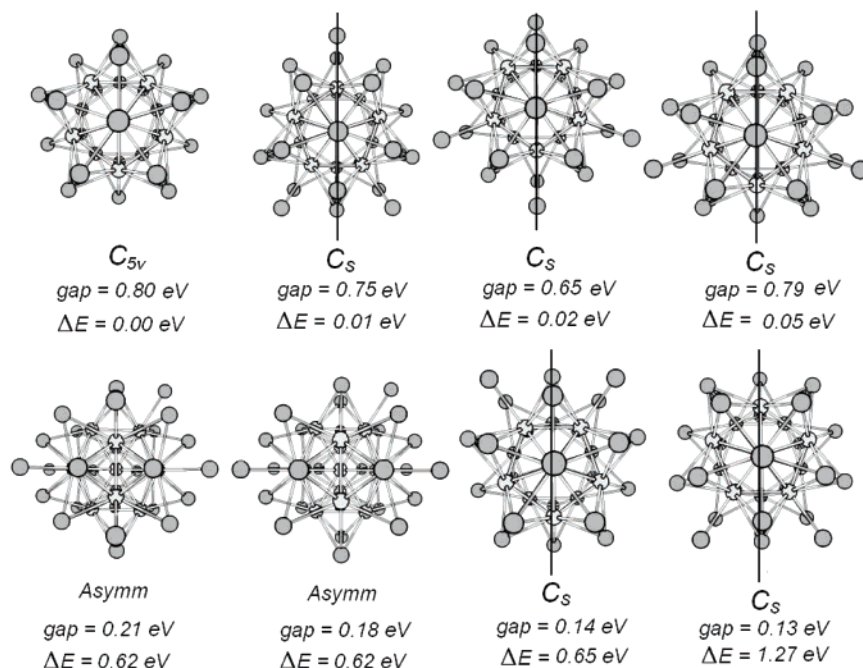 C5v
gap = 0.80 eV
ΔE = 0.00 eV
Cs
gap = 0.75 eV
ΔE = 0.01 eV
Cs
gap = 0.65 eV
ΔE = 0.02 eV
Cs
gap = 0.79 eV
ΔE = 0.05 eV
Asymm
gap = 0.21 eV
ΔE = 0.62 eV
Asymm
gap = 0.18 eV
ΔE = 0.62 eV
Cs
gap = 0.14 eV
ΔE = 0.65 eV
Cs
gap = 0.13 eV
ΔE = 1.27 eV